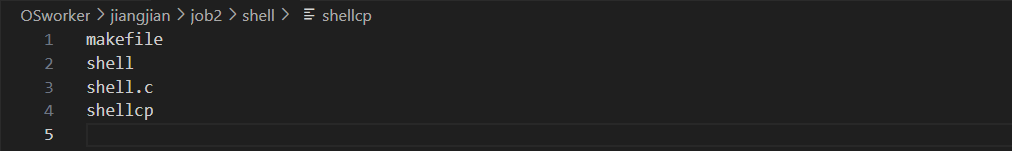 OSworker > jiangjian > job2 > shell > shellcp
1 makefile
2 shell
3 shell.c
4 shellcp
5